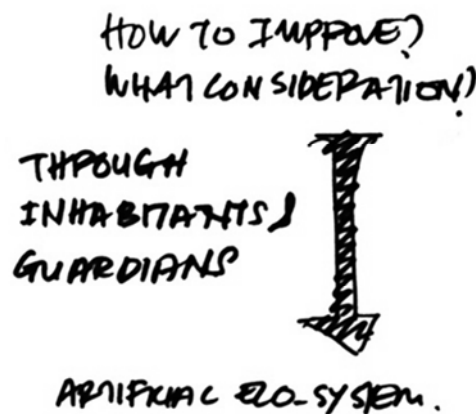 HOW TO IMPROVE?
WHAT CONSIDERATION?
THROUGH
INHABITANTS/
GUARDIANS
ARTIFICIAL ECO-SYSTEM.